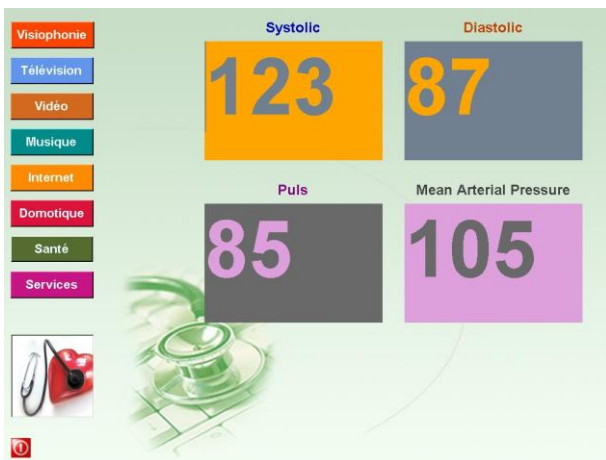 Visiophonie
Télévision
Vidéo
Musique
Internet
Domotique
Santé
Services
Systolic
Diastolic
123
87
Puls
Mean Arterial Pressure
85
105